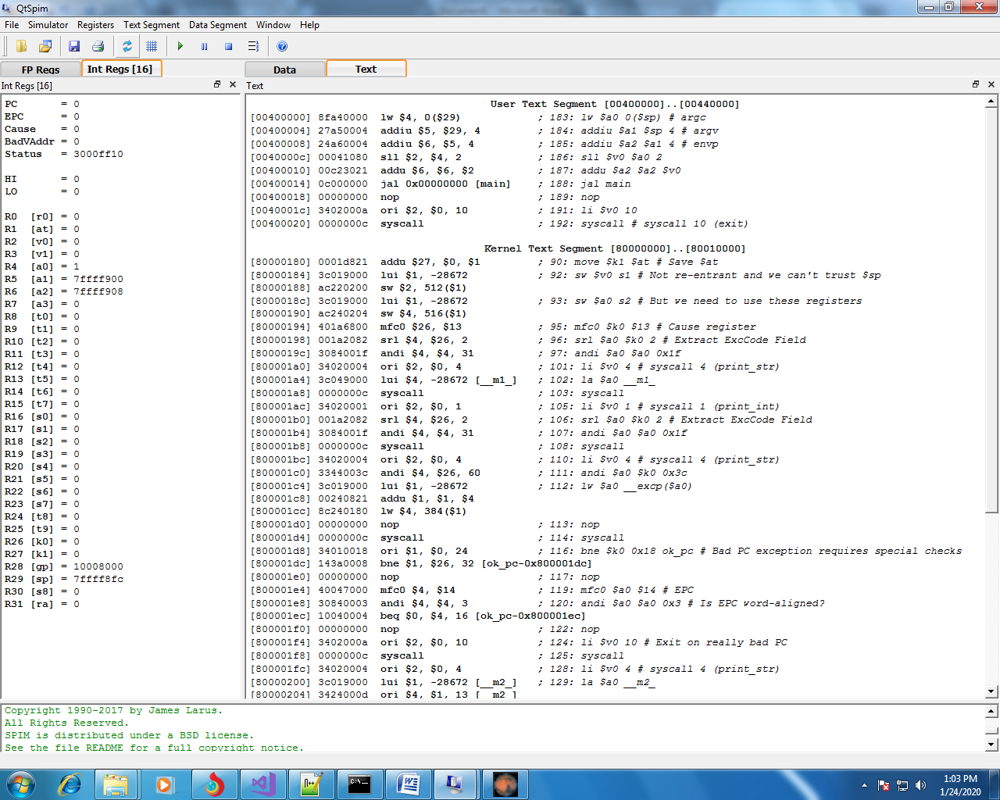 QtSpim
File Simulator Registers Text Segment Data Segment Window Help
FP Regs Int Regs [16] Data Text
Int Regs [16] Text
PC = 0
EPC = 0
Cause = 0
BadVAddr = 0
Status = 3000ff10
HI = 0
LO = 0
R0 [r0] = 0
R1 [at] = 0
R2 [v0] = 0
R3 [v1] = 0
R4 [a0] = 1
R5 [a1] = 7ffff900
R6 [a2] = 7ffff908
R7 [a3] = 0
R8 [t0] = 0
R9 [t1] = 0
R10 [t2] = 0
R11 [t3] = 0
R12 [t4] = 0
R13 [t5] = 0
R14 [t6] = 0
R15 [t7] = 0
R16 [s0] = 0
R17 [s1] = 0
R18 [s2] = 0
R19 [s3] = 0
R20 [s4] = 0
R21 [s5] = 0
R22 [s6] = 0
R23 [s7] = 0
R24 [t8] = 0
R25 [t9] = 0
R26 [k0] = 0
R27 [k1] = 0
R28 [gp] = 10008000
R29 [sp] = 7ffff8fc
R30 [s8] = 0
R31 [ra] = 0
User Text Segment [00400000]..[00440000]
[00400000] 8fa40000 lw $4, 0($29) ; 183: lw $a0 0($sp) # argc
[00400004] 27a50004 addiu $5, $29, 4 ; 184: addiu $a1 $sp 4 # argv
[00400008] 24a60004 addiu $6, $5, 4 ; 185: addiu $a2 $a1 4 # envp
[0040000c] 00041080 sll $2, $4, 2 ; 186: sll $v0 $a0 2
[00400010] 00c23021 addu $6, $6, $2 ; 187: addu $a2 $a2 $v0
[00400014] 0c000000 jal 0x00000000 [main] ; 188: jal main
[00400018] 00000000 nop ; 189: nop
[0040001c] 3402000a ori $2, $0, 10 ; 191: li $v0 10
[00400020] 0000000c syscall ; 192: syscall # syscall 10 (exit)
Kernel Text Segment [80000000]..[80010000]
[80000180] 0001d821 addu $27, $0, $1 ; 90: move $k1 $at # Save $at
[80000184] 3c019000 lui $1, -28672 ; 92: sw $v0 s1 # Not re-entrant and we can't trust $sp
[80000188] ac220200 sw $2, 512($1)
[8000018c] 3c019000 lui $1, -28672 ; 93: sw $a0 s2 # But we need to use these registers
[80000190] ac240204 sw $4, 516($1)
[80000194] 401a6800 mfc0 $26, $13 ; 95: mfc0 $k0 $13 # Cause register
[80000198] 001a2082 srl $4, $26, 2 ; 96: srl $a0 $k0 2 # Extract ExcCode Field
[8000019c] 3084001f andi $4, $4, 31 ; 97: andi $a0 $a0 0x1f
[800001a0] 34020004 ori $2, $0, 4 ; 101: li $v0 4 # syscall 4 (print_str)
[800001a4] 3c049000 lui $4, -28672 [__m1_] ; 102: la $a0 __m1_
[800001a8] 0000000c syscall ; 103: syscall
[800001ac] 34020001 ori $2, $0, 1 ; 105: li $v0 1 # syscall 1 (print_int)
[800001b0] 001a2082 srl $4, $26, 2 ; 106: srl $a0 $k0 2 # Extract ExcCode Field
[800001b4] 3084001f andi $4, $4, 31 ; 107: andi $a0 $a0 0x1f
[800001b8] 0000000c syscall ; 108: syscall
[800001bc] 34020004 ori $2, $0, 4 ; 110: li $v0 4 # syscall 4 (print_str)
[800001c0] 3344003c andi $4, $26, 60 ; 111: andi $a0 $k0 0x3c
[800001c4] 3c019000 lui $1, -28672 ; 112: lw $a0 __excp($a0)
[800001c8] 00240821 addu $1, $1, $4
[800001cc] 8c240180 lw $4, 384($1)
[800001d0] 00000000 nop ; 113: nop
[800001d4] 0000000c syscall ; 114: syscall
[800001d8] 34010018 ori $1, $0, 24 ; 116: bne $k0 0x18 ok_pc # Bad PC exception requires special checks
[800001dc] 143a0008 bne $1, $26, 32 [ok_pc-0x800001dc]
[800001e0] 00000000 nop ; 117: nop
[800001e4] 40047000 mfc0 $4, $14 ; 119: mfc0 $a0 $14 # EPC
[800001e8] 30840003 andi $4, $4, 3 ; 120: andi $a0 $a0 0x3 # Is EPC word-aligned?
[800001ec] 10040004 beq $0, $4, 16 [ok_pc-0x800001ec]
[800001f0] 00000000 nop ; 122: nop
[800001f4] 3402000a ori $2, $0, 10 ; 124: li $v0 10 # Exit on really bad PC
[800001f8] 0000000c syscall ; 125: syscall
[800001fc] 34020004 ori $2, $0, 4 ; 128: li $v0 4 # syscall 4 (print_str)
[80000200] 3c019000 lui $1, -28672 [__m2_] ; 129: la $a0 __m2_
[80000204] 3424000d ori $4, $1, 13 [__m2_]
Copyright 1990-2017 by James Larus.
All Rights Reserved.
SPIM is distributed under a BSD license.
See the file README for a full copyright notice.
1:03 PM
1/24/2020